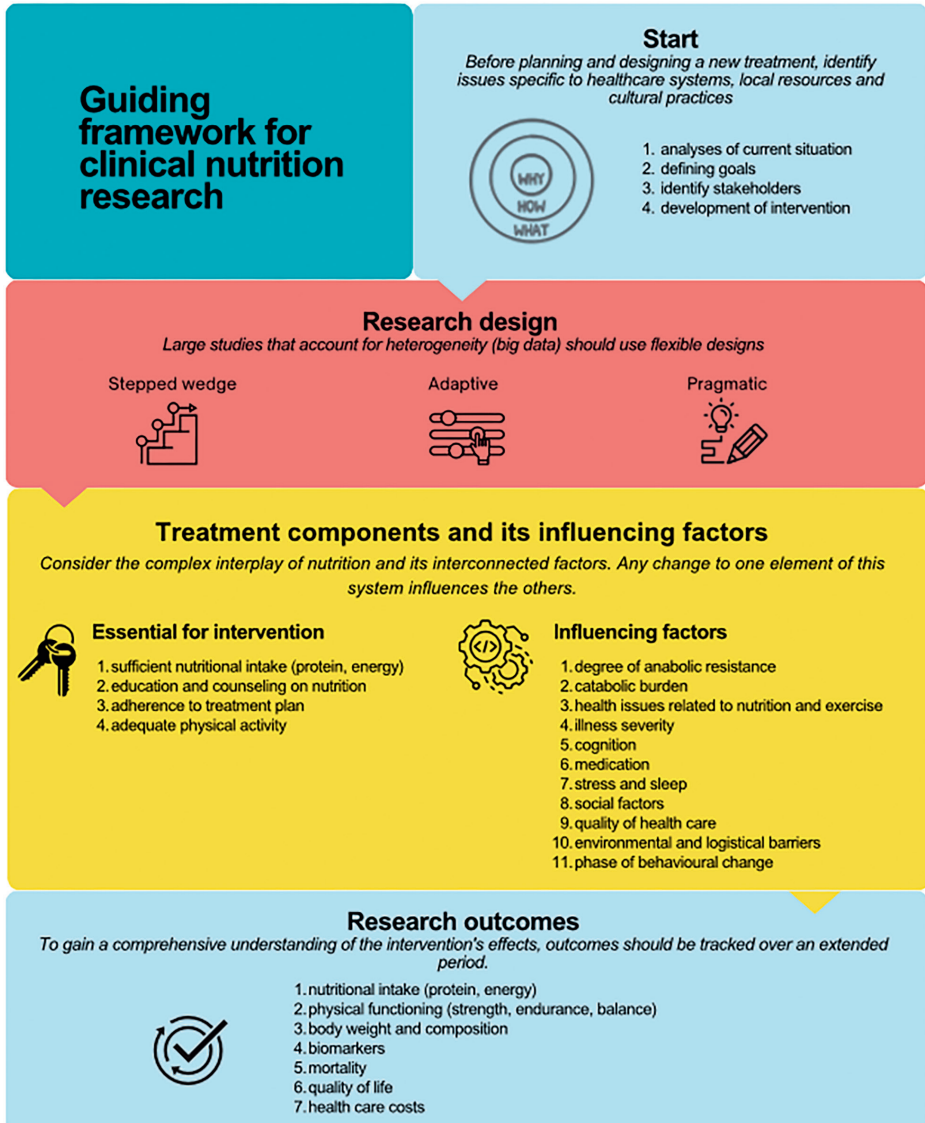 Guiding
framework for
clinical nutrition
research
Start
Before planning and designing a new treatment, identify
issues specific to healthcare systems, local resources and
cultural practices
WHY
HOW
WHAT
1. analyses of current situation
2. defining goals
3. identify stakeholders
4. development of intervention
Research design
Large studies that account for heterogeneity (big data) should use flexible designs
Stepped wedge
Adaptive
Pragmatic
Treatment components and its influencing factors
Consider the complex interplay of nutrition and its interconnected factors. Any change to one element of this
system influences the others.
Essential for intervention
1. sufficient nutritional intake (protein, energy)
2. education and counseling on nutrition
3. adherence to treatment plan
4. adequate physical activity
</>
Influencing factors
1. degree of anabolic resistance
2. catabolic burden
3. health issues related to nutrition and exercise
4. illness severity
5. cognition
6. medication
7. stress and sleep
8. social factors
9. quality of health care
10. environmental and logistical barriers
11. phase of behavioural change
Research outcomes
To gain a comprehensive understanding of the intervention's effects, outcomes should be tracked over an extended
period.
1. nutritional intake (protein, energy)
2. physical functioning (strength, endurance, balance)
3. body weight and composition
4. biomarkers
5. mortality
6. quality of life
7. health care costs